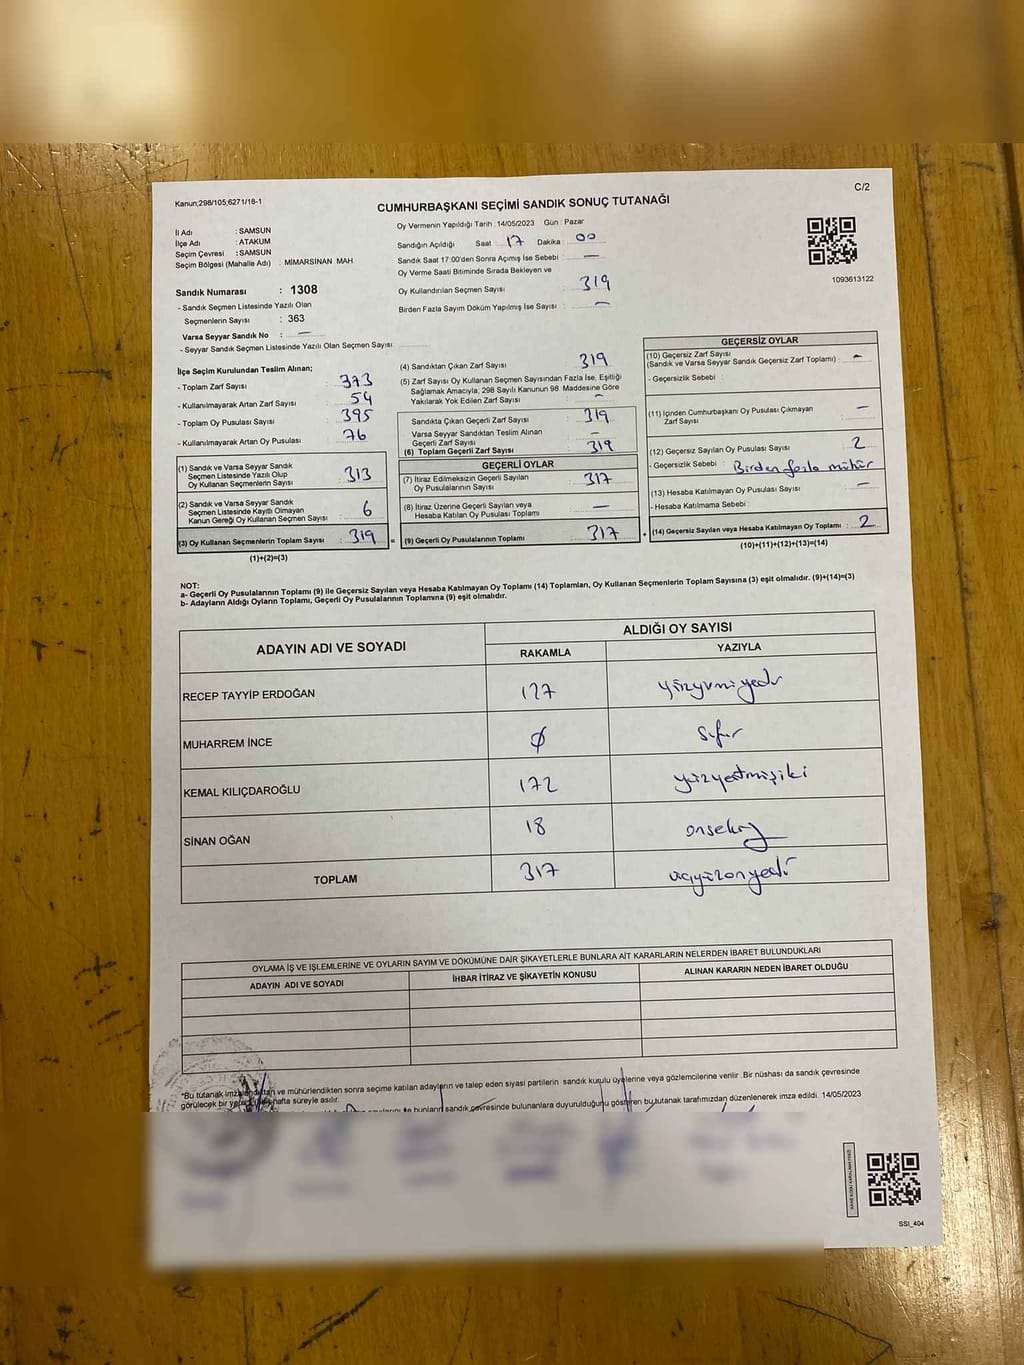 Kanun;298/105,6271/16-1
C/2
CUMHURBAŞKANI SEÇİMİ SANDIK SONUÇ TUTANAĞI
İl Adı : SAMSUN
İlçe Adı : ATAKUM
Seçim Çevresi : SAMSUN
Seçim Bölgesi (Mahalle Adı) : MİMARSİNAN MAH.
Sandık Numarası : 1308
- Sandık Seçmen Listesinde Yazılı Olan
Seçmenlerin Sayısı : 363
Varsa Seyyar Sandık No : —
- Seyyar Sandık Seçmen Listesinde Yazılı Olan Seçmen Sayısı:
Oy Vermenin Yapıldığı Tarih :14/05/2023 Gün : Pazar
Sandığın Açıldığı Saat : 17 Dakika : 00
Sandık Saat 17:00'den Sonra Açımış İse Sebebi : —
Oy Verme Saati Bitiminde Sırada Bekleyen ve
Oy Kullandırılan Seçmen Sayısı : 319
Birden Fazla Sayım Döküm Yapılmış İse Sayısı : —
1093613122
İlçe Seçim Kurulundan Teslim Alınan;
- Toplam Zarf Sayısı : 373
- Kullanılmayarak Artan Zarf Sayısı : 54
- Toplam Oy Pusulası Sayısı : 395
- Kullanılmayarak Artan Oy Pusulası : 76
(1) Sandık ve Varsa Seyyar Sandık
Seçmen Listesinde Yazılı Olup
Oy Kullanan Seçmenlerin Sayısı : 313
(2) Sandık ve Varsa Seyyar Sandık
Seçmen Listesinde Kayıtlı Olmayan
Kanun Gereği Oy Kullanan Seçmen Sayısı : 6
(3) Oy Kullanan Seçmenlerin Toplam Sayısı : 319 =
(1)+(2)=(3)
(4) Sandıktan Çıkan Zarf Sayısı : 319
(5) Zarf Sayısı Oy Kullanan Seçmen Sayısından Fazla İse, Eşitliği
Sağlamak Amacıyla; 298 Sayılı Kanunun 98. Maddesine Göre
Yakılarak Yok Edilen Zarf Sayısı : —
Sandıkta Çıkan Geçerli Zarf Sayısı : 319
Varsa Seyyar Sandıktan Teslim Alınan
Geçerli Zarf Sayısı : —
(6) Toplam Geçerli Zarf Sayısı : 319
GEÇERLİ OYLAR
(7) İtiraz Edilmeksizin Geçerli Sayılan
Oy Pusulalarının Sayısı : 317
(8) İtiraz Üzerine Geçerli Sayılan veya
Hesaba Katılan Oy Pusulası Toplamı : —
(9) Geçerli Oy Pusulalarının Toplamı : 317 +
GEÇERSİZ OYLAR
(10) Geçersiz Zarf Sayısı
(Sandık ve Varsa Seyyar Sandık Geçersiz Zarf Toplamı) : —
- Geçersizlik Sebebi :
(11) İçinden Cumhurbaşkanı Oy Pusulası Çıkmayan
Zarf Sayısı : —
(12) Geçersiz Sayılan Oy Pusulası Sayısı : 2
- Geçersizlik Sebebi : Birden fazla mühür
(13) Hesaba Katılmayan Oy Pusulası Sayısı : —
- Hesaba Katılmama Sebebi :
(14) Geçersiz Sayılan veya Hesaba Katılmayan Oy Toplamı : 2
(10)+(11)+(12)+(13)=(14)
NOT:
a- Geçerli Oy Pusulalarının Toplamı (9) ile Geçersiz Sayılan veya Hesaba Katılmayan Oy Toplamı (14) Toplamları, Oy Kullanan Seçmenlerin Toplam Sayısına (3) eşit olmalıdır. (9)+(14)=(3)
b- Adayların Aldığı Oyların Toplamı, Geçerli Oy Pusulalarının Toplamına (9) eşit olmalıdır.
ADAYIN ADI VE SOYADI ALDIĞI OY SAYISI
RAKAMLA YAZIYLA
RECEP TAYYİP ERDOĞAN 127 yüzyirmiyedi
MUHARREM İNCE Ø sıfır
KEMAL KILIÇDAROĞLU 172 yüzyetmişiki
SİNAN OĞAN 18 onsekiz
TOPLAM 317 üçyüzonyedi
OYLAMA İŞ VE İŞLEMLERİNE VE OYLARIN SAYIM VE DÖKÜMÜNE DAİR ŞİKAYETLERLE BUNLARA AİT KARARLARIN NELERDEN İBARET BULUNDUKLARI
ADAYIN ADI VE SOYADI İHBAR İTİRAZ VE ŞİKAYETİN KONUSU ALINAN KARARIN NEDEN İBARET OLDUĞU
*Bu tutanak ve mühürlendikten sonra seçime katılan adayların ve talep eden siyasi partilerin sandık kurulu üyelerine veya gözlemcilerine verilir .Bir nüshası da sandık çevresinde
görülecek bir hafta süreyle asılır.
bunların sandık çevresinde bulunanlara duyurulduğunu gösteren bu tutanak tarafımızdan düzenlenerek imza edildi. 14/05/2023
SSI_404